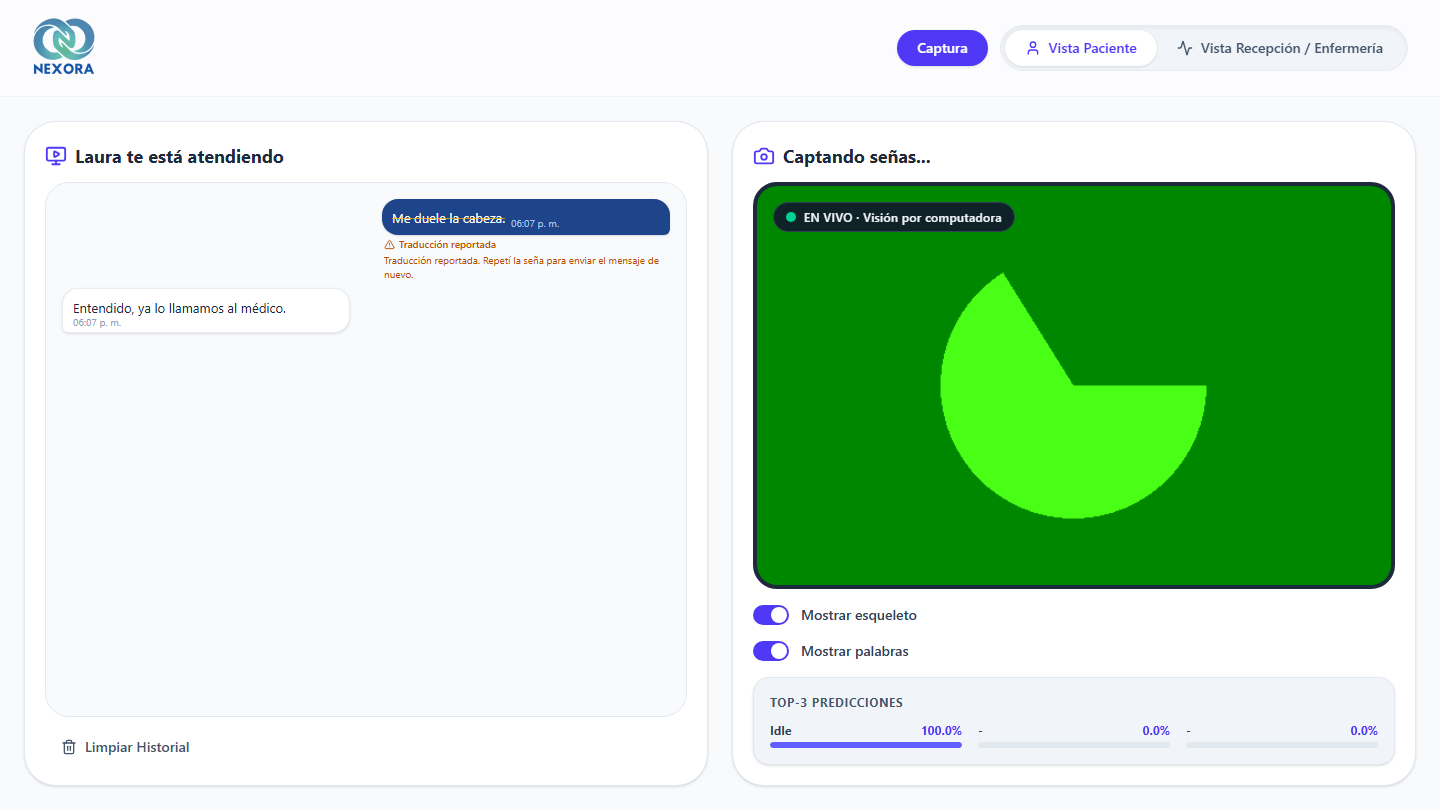 NEXORA
Captura
Vista Paciente
Vista Recepción / Enfermería
Laura te está atendiendo
Me duele la cabeza. 06:07 p. m.
Traducción reportada
Traducción reportada. Repetí la seña para enviar el mensaje de
nuevo.
Entendido, ya lo llamamos al médico.
06:07 p. m.
Limpiar Historial
Captando señas...
EN VIVO · Visión por computadora
Mostrar esqueleto
Mostrar palabras
TOP-3 PREDICCIONES
Idle 100.0% - 0.0% - 0.0%